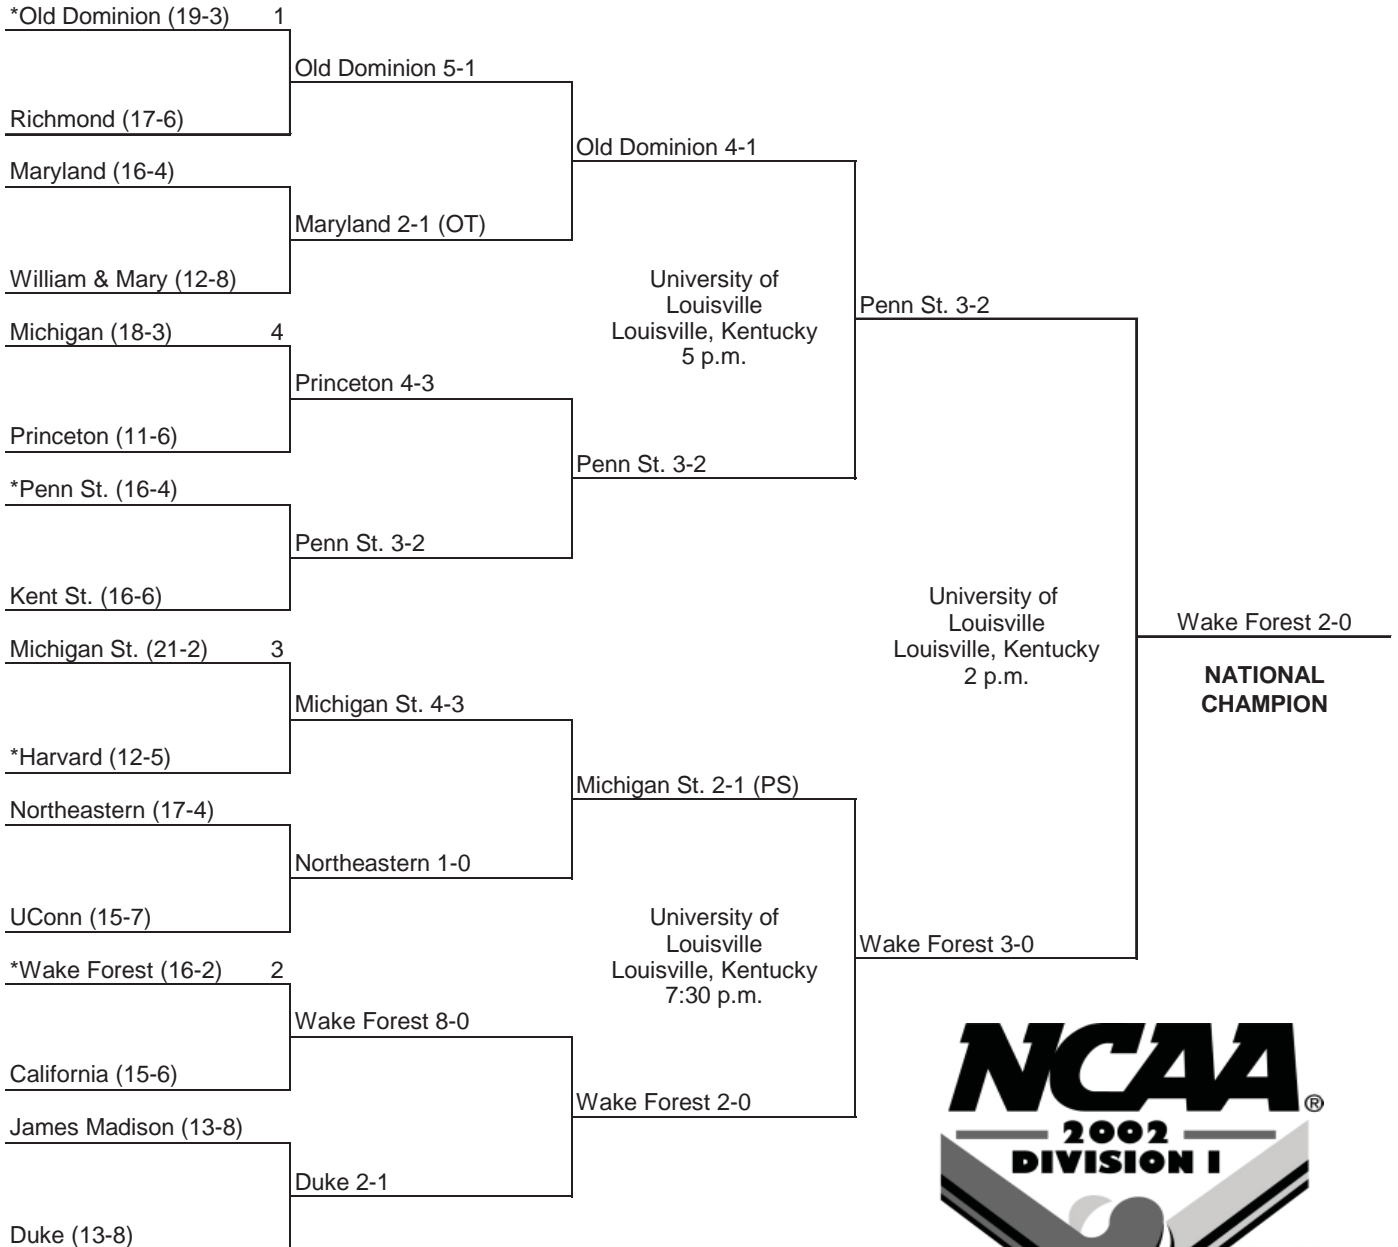 *Old Dominion (19-3) 1
Old Dominion 5-1
Richmond (17-6)
Old Dominion 4-1
Maryland (16-4)
Maryland 2-1 (OT)
William & Mary (12-8)
University of
Louisville
Louisville, Kentucky
5 p.m.
Penn St. 3-2
Michigan (18-3) 4
Princeton 4-3
Princeton (11-6)
Penn St. 3-2
*Penn St. (16-4)
Penn St. 3-2
Kent St. (16-6)
University of
Louisville
Louisville, Kentucky
2 p.m.
Wake Forest 2-0
NATIONAL
CHAMPION
Michigan St. (21-2) 3
Michigan St. 4-3
*Harvard (12-5)
Michigan St. 2-1 (PS)
Northeastern (17-4)
Northeastern 1-0
UConn (15-7)
University of
Louisville
Louisville, Kentucky
7:30 p.m.
Wake Forest 3-0
*Wake Forest (16-2) 2
Wake Forest 8-0
California (15-6)
Wake Forest 2-0
James Madison (13-8)
Duke 2-1
Duke (13-8)
NCAA®
2002
DIVISION I